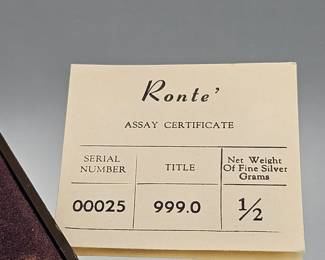 Ronte'
ASSAY CERTIFICATE
SERIAL NUMBER
TITLE
Net Weight
Of Fine Silver
Grams
00025
999.0
1/2